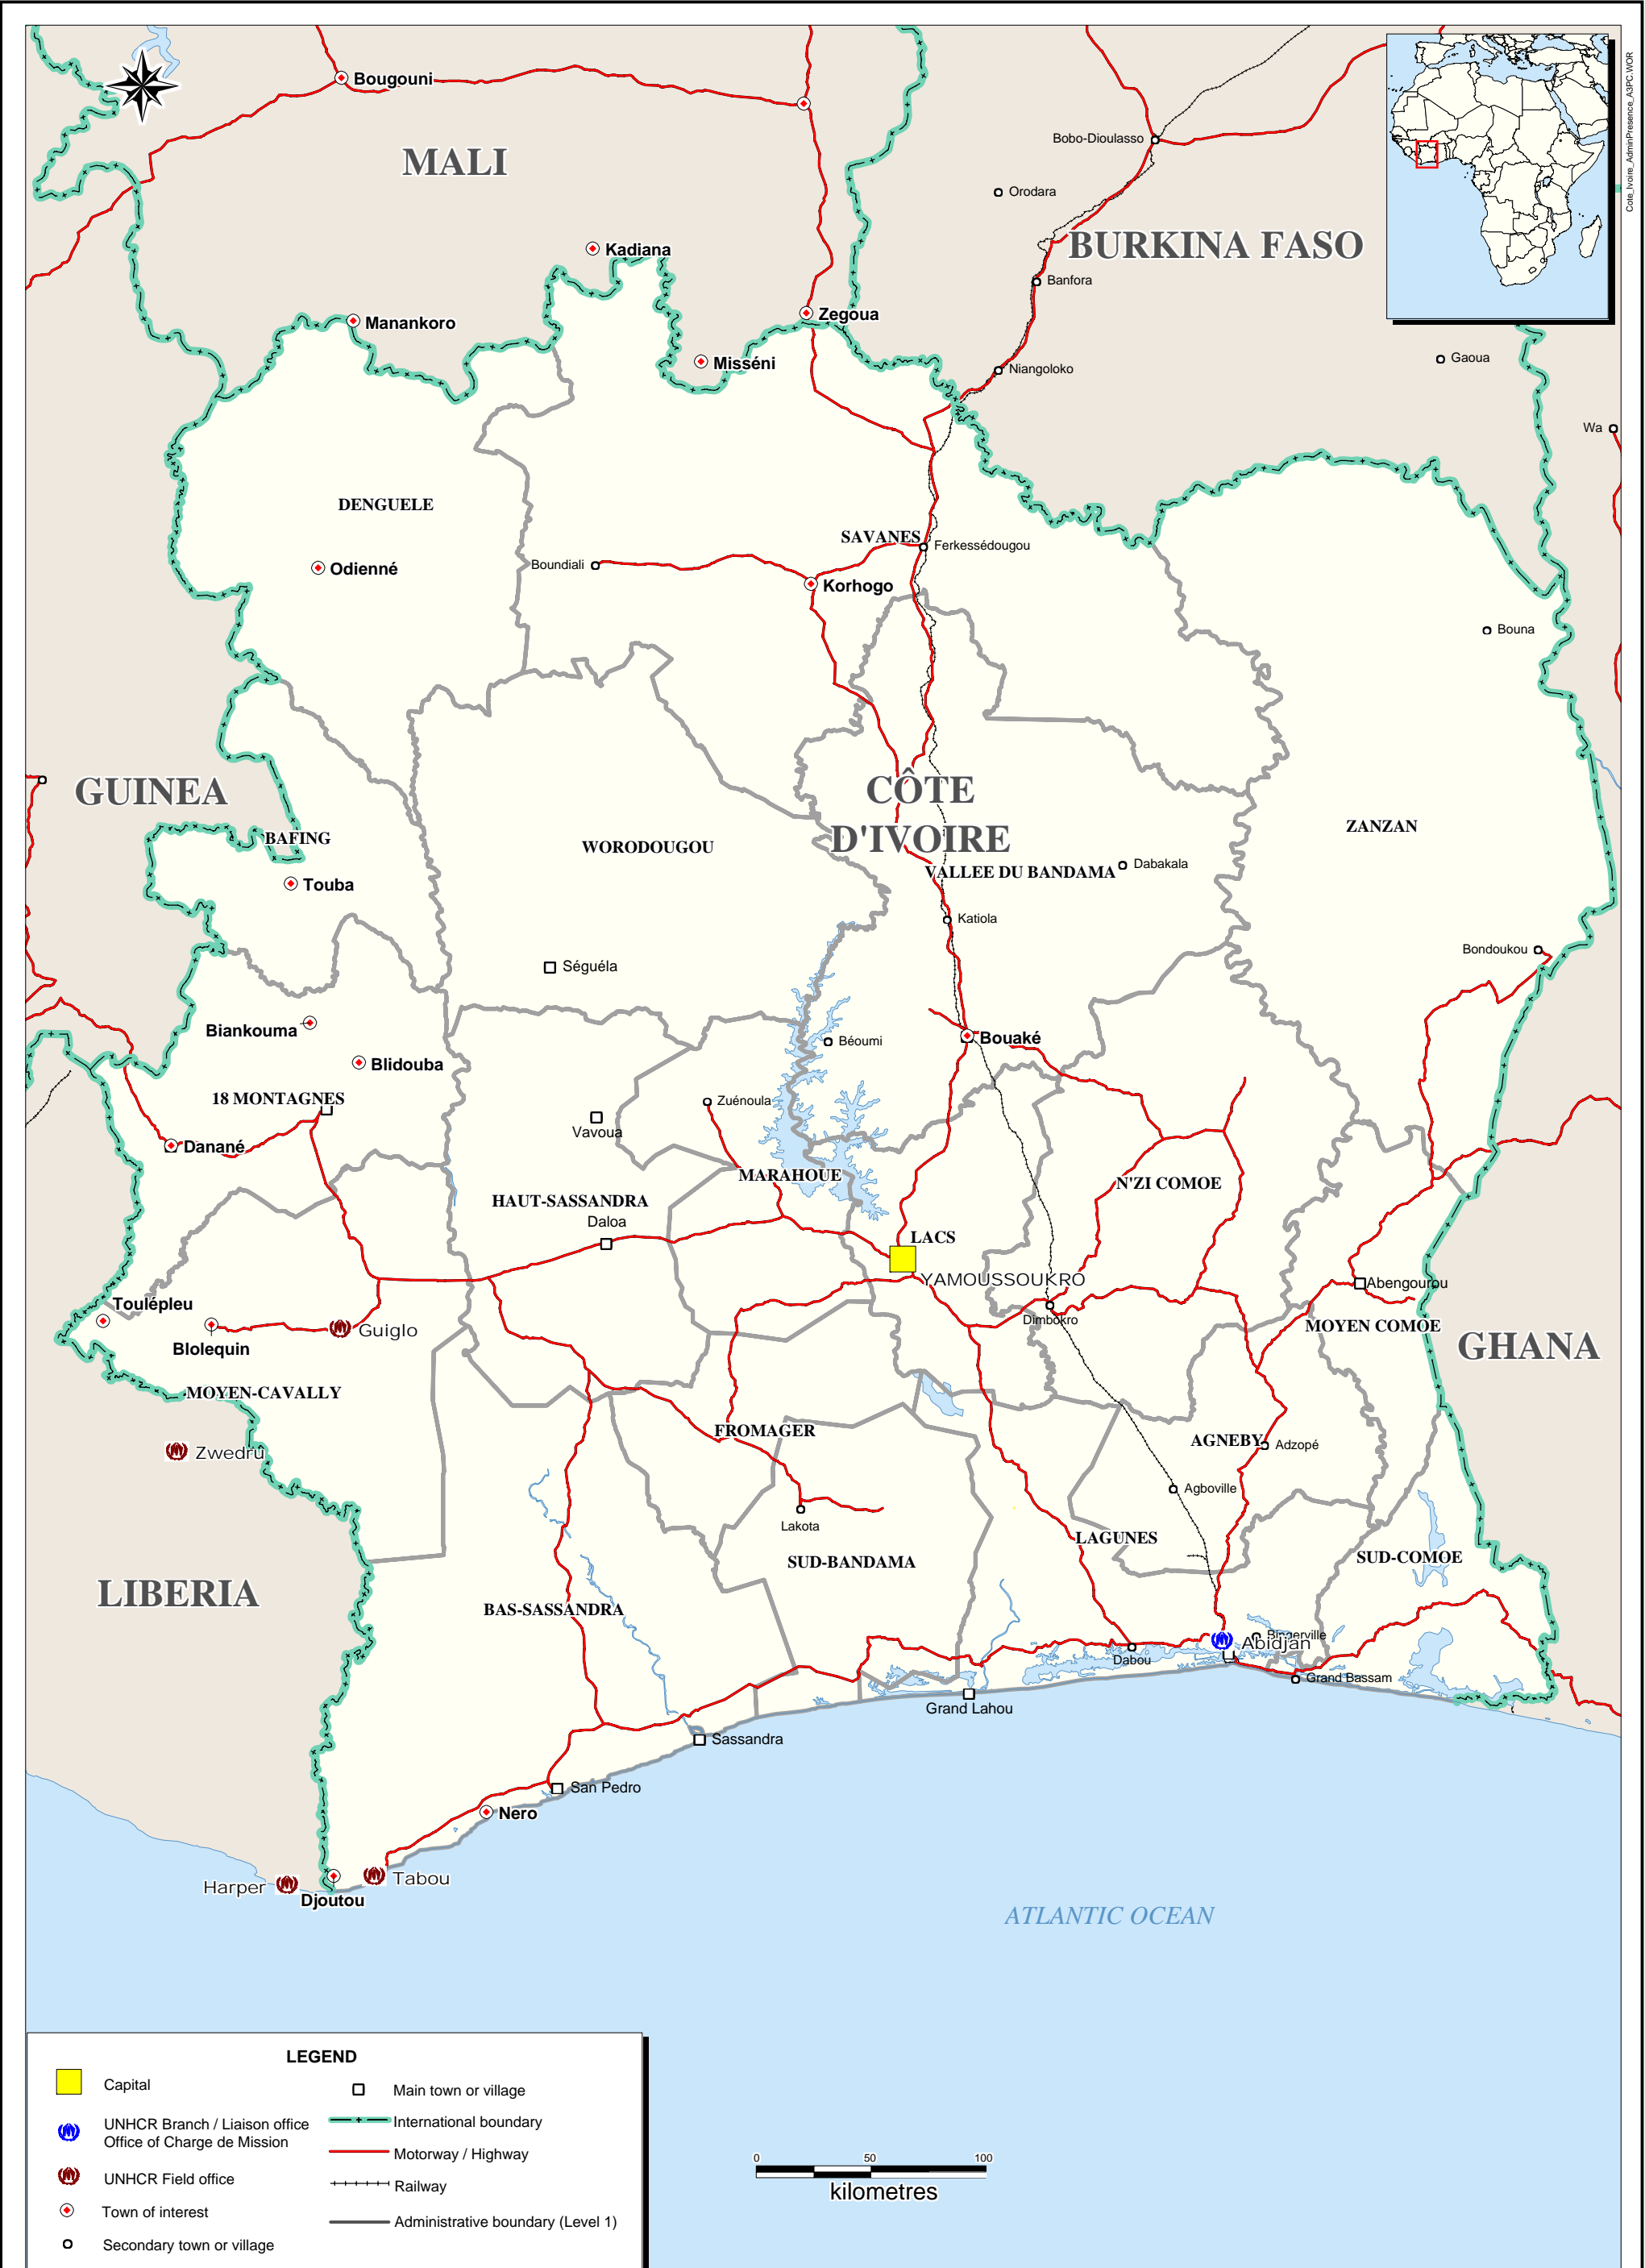 Cote_Ivoire_AdminPresence_A3PC.WOR
Bougouni
MALI
Bobo-Dioulasso
Orodara
BURKINA FASO
Kadiana
Banfora
Manankoro
Zegoua
Misséni
Niangoloko
Gaoua
Wa
DENGUELE
SAVANES
Ferkessédougou
Odienné
Boundiali
Korhogo
Bouna
GUINEA
CÔTE
D'IVOIRE
BAFING
WORODOUGOU
ZANZAN
VALLEE DU BANDAMA
Dabakala
Touba
Katiola
Bondoukou
Séguéla
Biankouma
Béoumi
Bouaké
Blidouba
18 MONTAGNES
Zuénoula
Vavoua
Danané
MARAHOUE
N'ZI COMOE
HAUT-SASSANDRA
Daloa
LACS
YAMOUSSOUKRO
Abengourou
Toulépleu
Dimbokro
MOYEN COMOE
Guiglo
Blolequin
GHANA
MOYEN-CAVALLY
FROMAGER
AGNEBY
Adzopé
Zwedru
Agboville
Lakota
LAGUNES
SUD-BANDAMA
SUD-COMOE
LIBERIA
BAS-SASSANDRA
Bingerville
Abidjan
Dabou
Grand Bassam
Grand Lahou
Sassandra
San Pedro
Nero
Tabou
Harper
Djoutou
ATLANTIC OCEAN
LEGEND
Capital
Main town or village
UNHCR Branch / Liaison office
Office of Charge de Mission
International boundary
Motorway / Highway
UNHCR Field office
Railway
Town of interest
Administrative boundary (Level 1)
Secondary town or village
0 50 100
kilometres